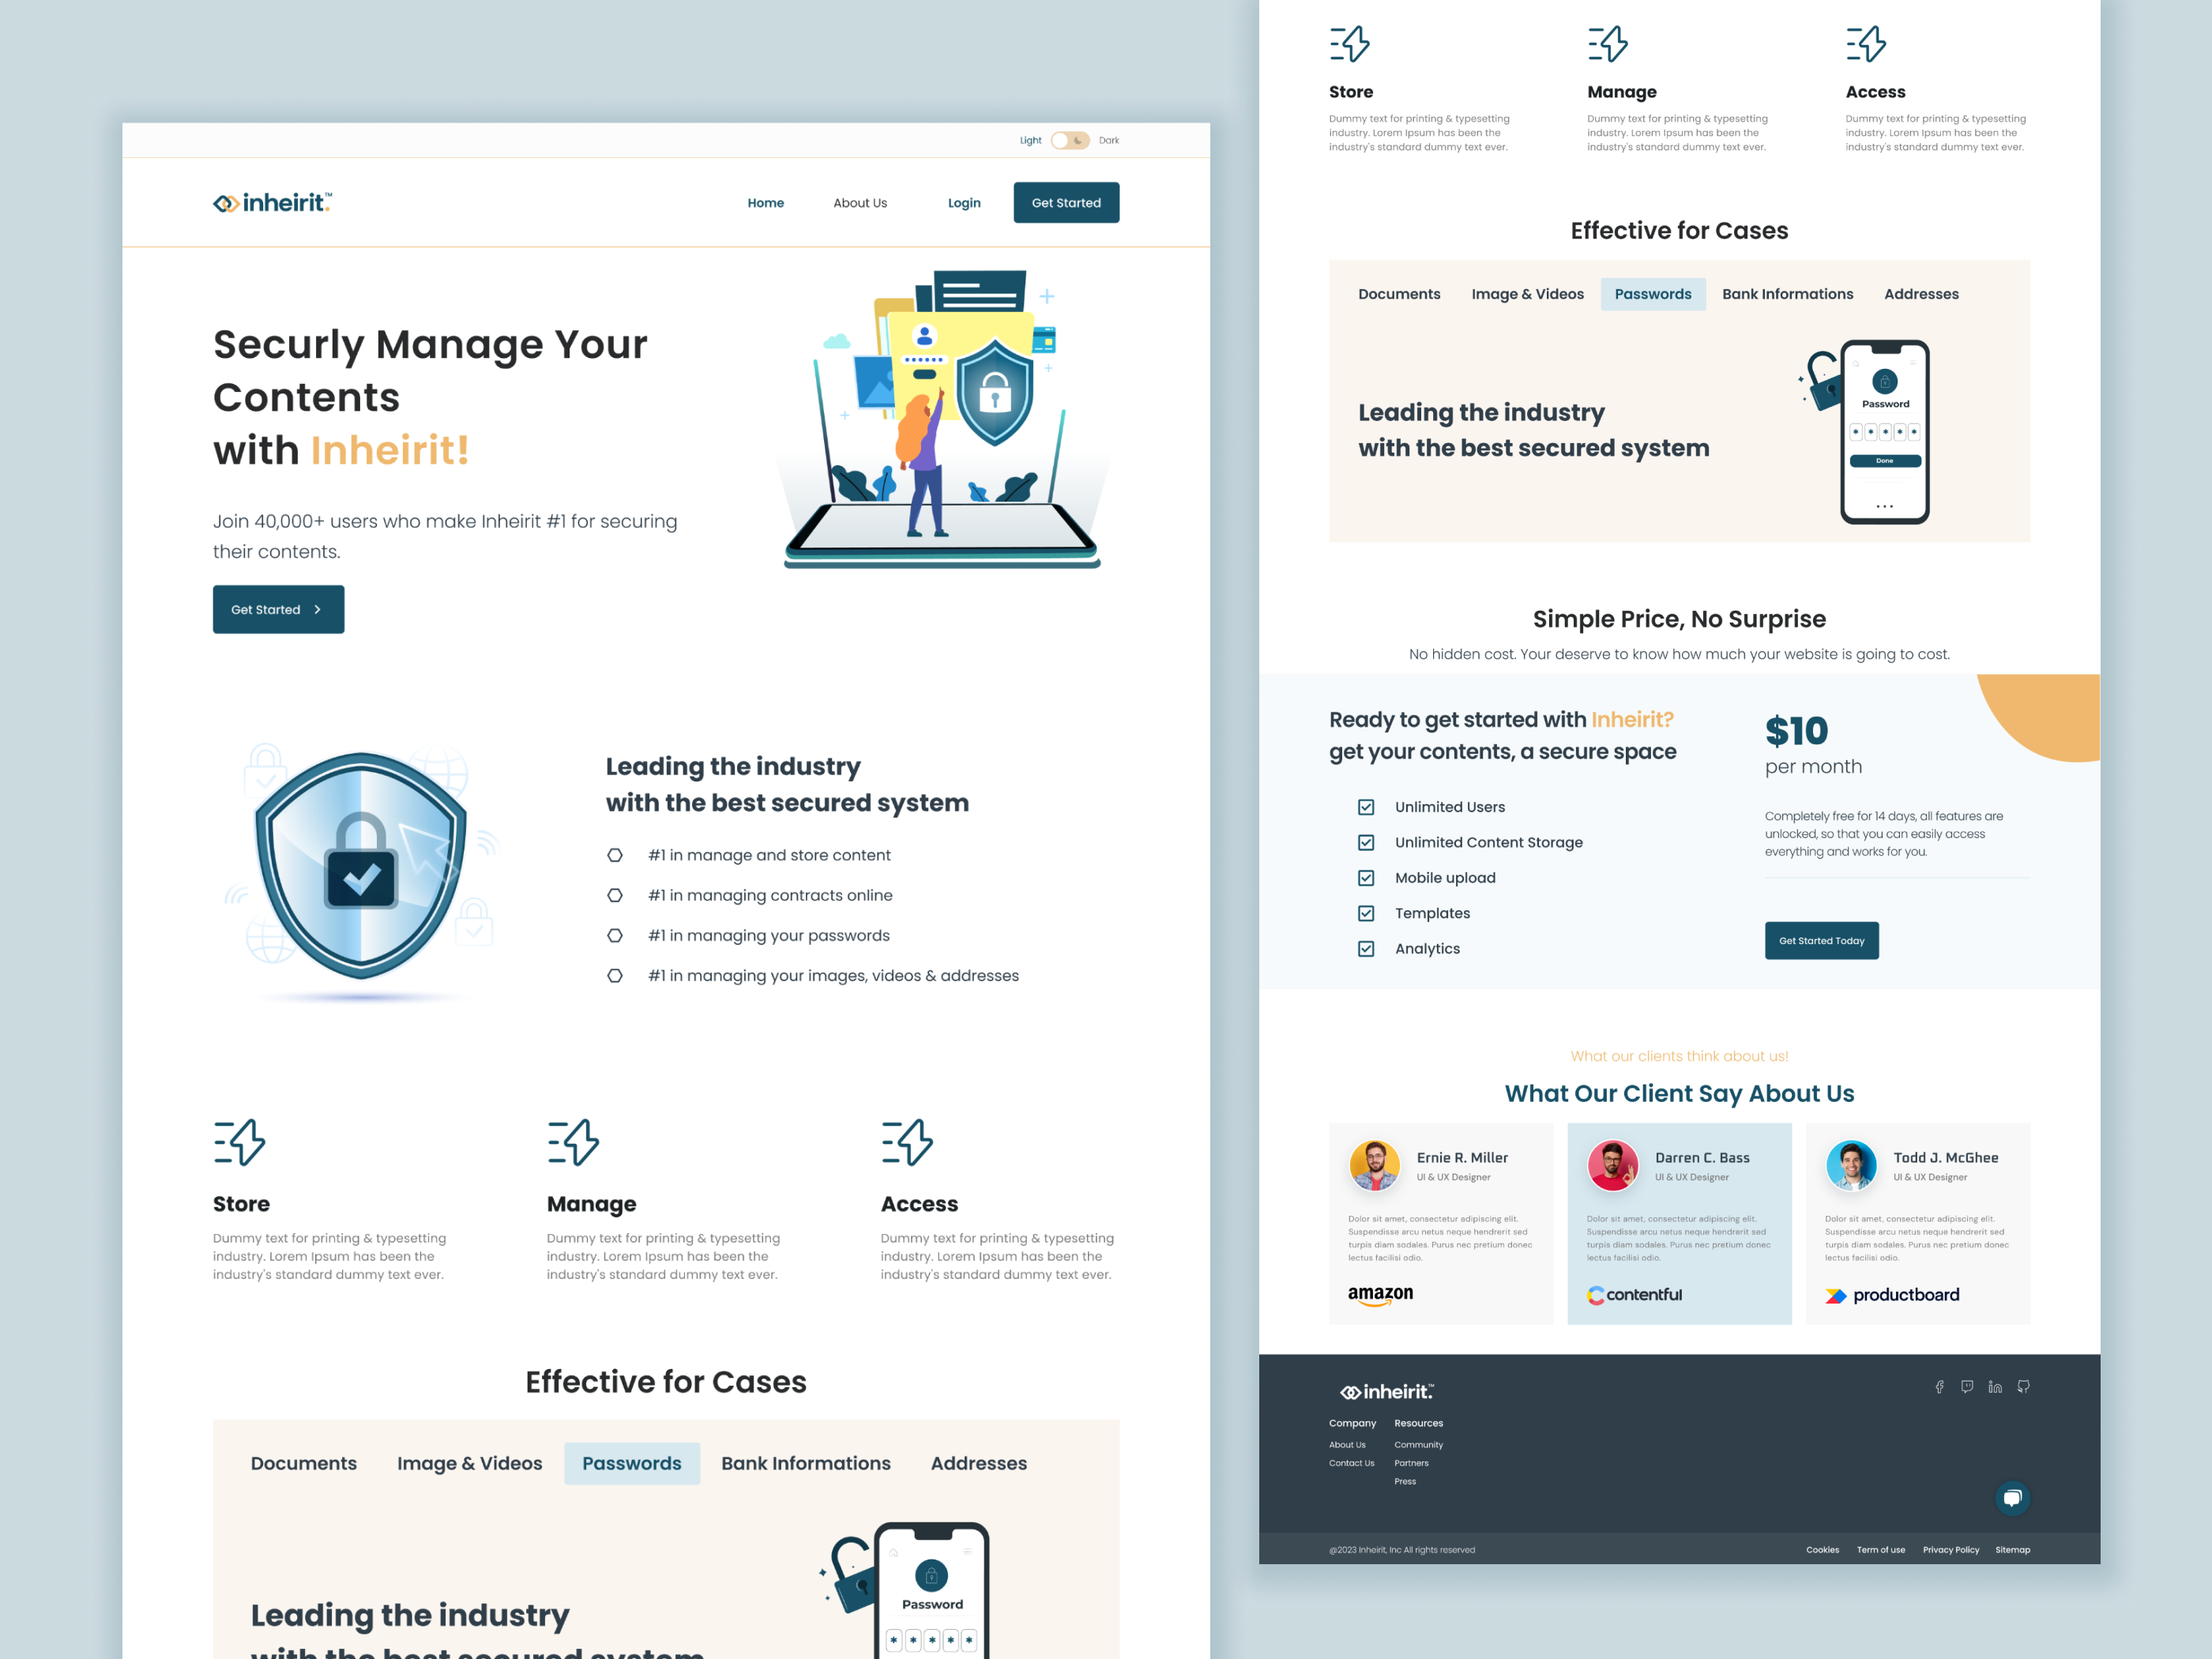 Light
Dark
inheirit.™
Home
About Us
Login
Get Started
Securly Manage Your
Contents
with Inheirit!
Join 40,000+ users who make Inheirit #1 for securing
their contents.
Get Started
Leading the industry
with the best secured system
#1 in manage and store content
#1 in managing contracts online
#1 in managing your passwords
#1 in managing your images, videos & addresses
Store
Dummy text for printing & typesetting
industry. Lorem Ipsum has been the
industry's standard dummy text ever.
Manage
Dummy text for printing & typesetting
industry. Lorem Ipsum has been the
industry's standard dummy text ever.
Access
Dummy text for printing & typesetting
industry. Lorem Ipsum has been the
industry's standard dummy text ever.
Effective for Cases
Documents
Image & Videos
Passwords
Bank Informations
Addresses
Leading the industry
with the best secured system
Password
* * * * *
Store
Dummy text for printing & typesetting
industry. Lorem Ipsum has been the
industry's standard dummy text ever.
Manage
Dummy text for printing & typesetting
industry. Lorem Ipsum has been the
industry's standard dummy text ever.
Access
Dummy text for printing & typesetting
industry. Lorem Ipsum has been the
industry's standard dummy text ever.
Effective for Cases
Documents
Image & Videos
Passwords
Bank Informations
Addresses
Leading the industry
with the best secured system
Password
* * * * *
Done
Simple Price, No Surprise
No hidden cost. Your deserve to know how much your website is going to cost.
Ready to get started with Inheirit?
get your contents, a secure space
Unlimited Users
Unlimited Content Storage
Mobile upload
Templates
Analytics
$10
per month
Completely free for 14 days, all features are
unlocked, so that you can easily access
everything and works for you.
Get Started Today
What our clients think about us!
What Our Client Say About Us
Ernie R. Miller
UI & UX Designer
Dolor sit amet, consectetur adipiscing elit.
Suspendisse arcu netus neque hendrerit sed
turpis diam sodales. Purus nec pretium donec
lectus facilisi odio.
amazon
Darren C. Bass
UI & UX Designer
Dolor sit amet, consectetur adipiscing elit.
Suspendisse arcu netus neque hendrerit sed
turpis diam sodales. Purus nec pretium donec
lectus facilisi odio.
contentful
Todd J. McGhee
UI & UX Designer
Dolor sit amet, consectetur adipiscing elit.
Suspendisse arcu netus neque hendrerit sed
turpis diam sodales. Purus nec pretium donec
lectus facilisi odio.
productboard
inheirit.™
Company
About Us
Contact Us
Resources
Community
Partners
Press
@2023 Inheirit, Inc All rights reserved
Cookies
Term of use
Privacy Policy
Sitemap